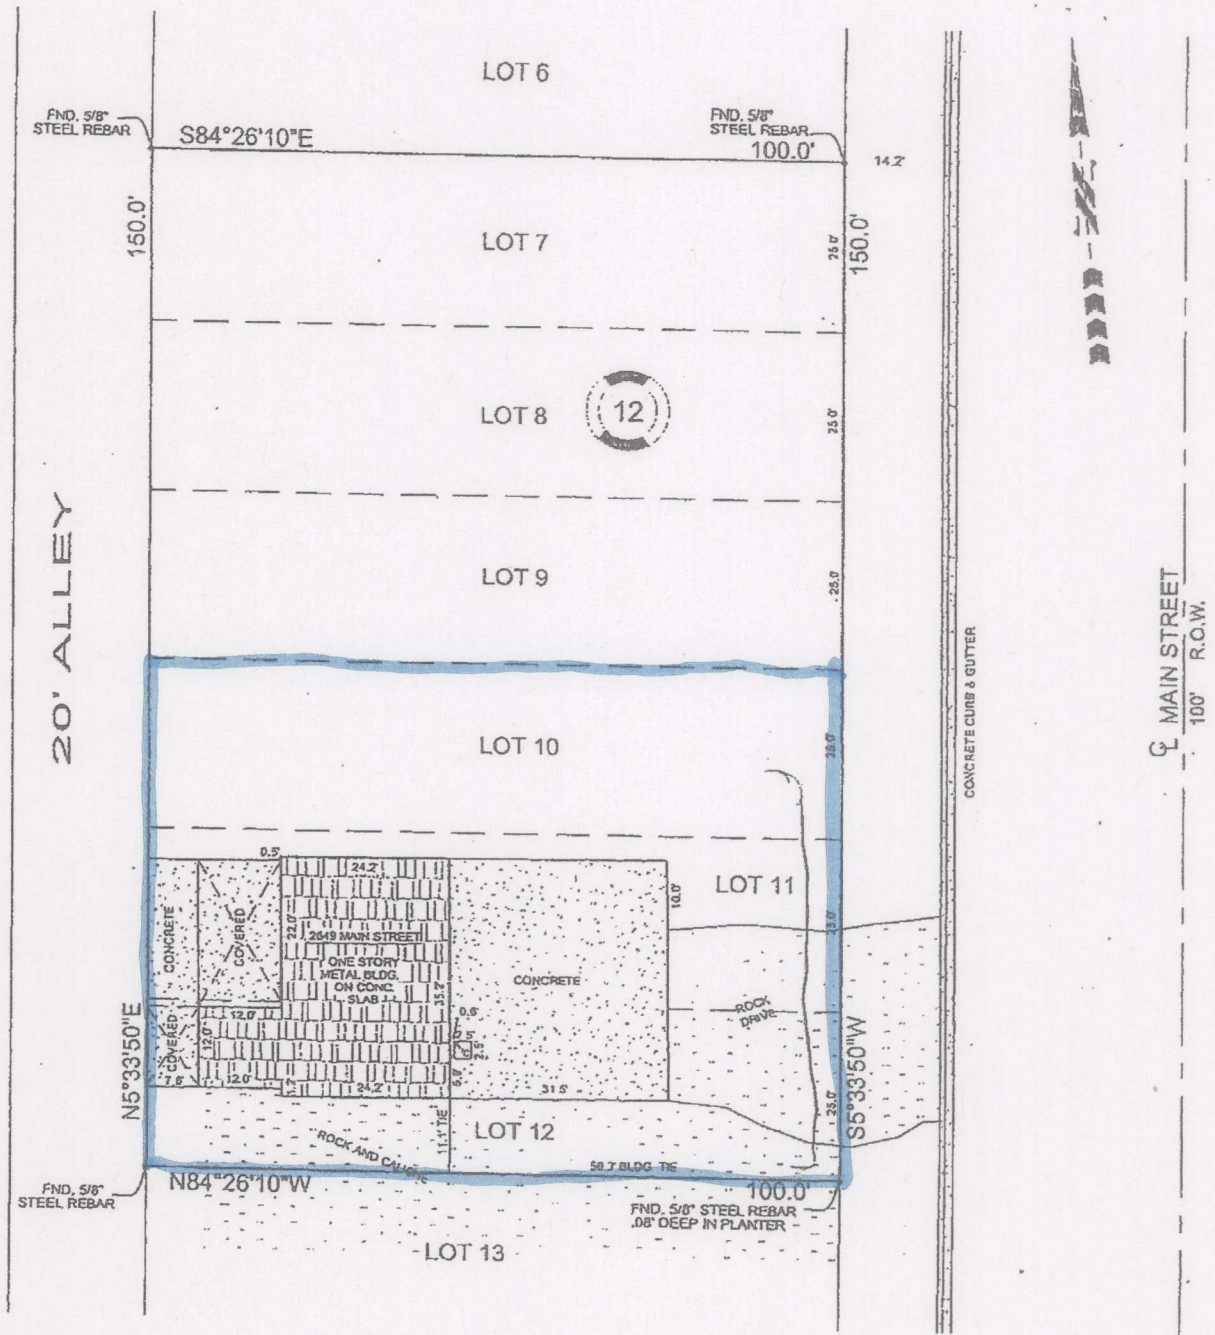 LOT 6
FND. 5/8"
STEEL REBAR
S84°26'10"E
FND. 5/8"
STEEL REBAR
100.0'
14.2'
150.0'
LOT 7
25.0'
150.0'
LOT 8
12
25.0'
20' ALLEY
LOT 9
25.0'
CONCRETE CURB & GUTTER
℄ MAIN STREET
100' R.O.W.
LOT 10
25.0'
0.5'
24.2'
LOT 11
10.0'
CONCRETE
COVERED
22.0'
2649 MAIN STREET
ONE STORY
METAL BLDG.
ON CONC.
SLAB
35.2'
CONCRETE
25.0'
ROCK
DRIVE
N5°33'50"E
COVERED
12.0'
12.0'
7.6'
12.0'
24.2'
0.6'
2.5'
31.5'
25.0'
S5°33'50"W
11.1' TIE
LOT 12
ROCK AND CALICHE
BLDG TIE
FND. 5/8"
STEEL REBAR
N84°26'10"W
100.0'
FND. 5/8" STEEL REBAR
.08' DEEP IN PLANTER
LOT 13